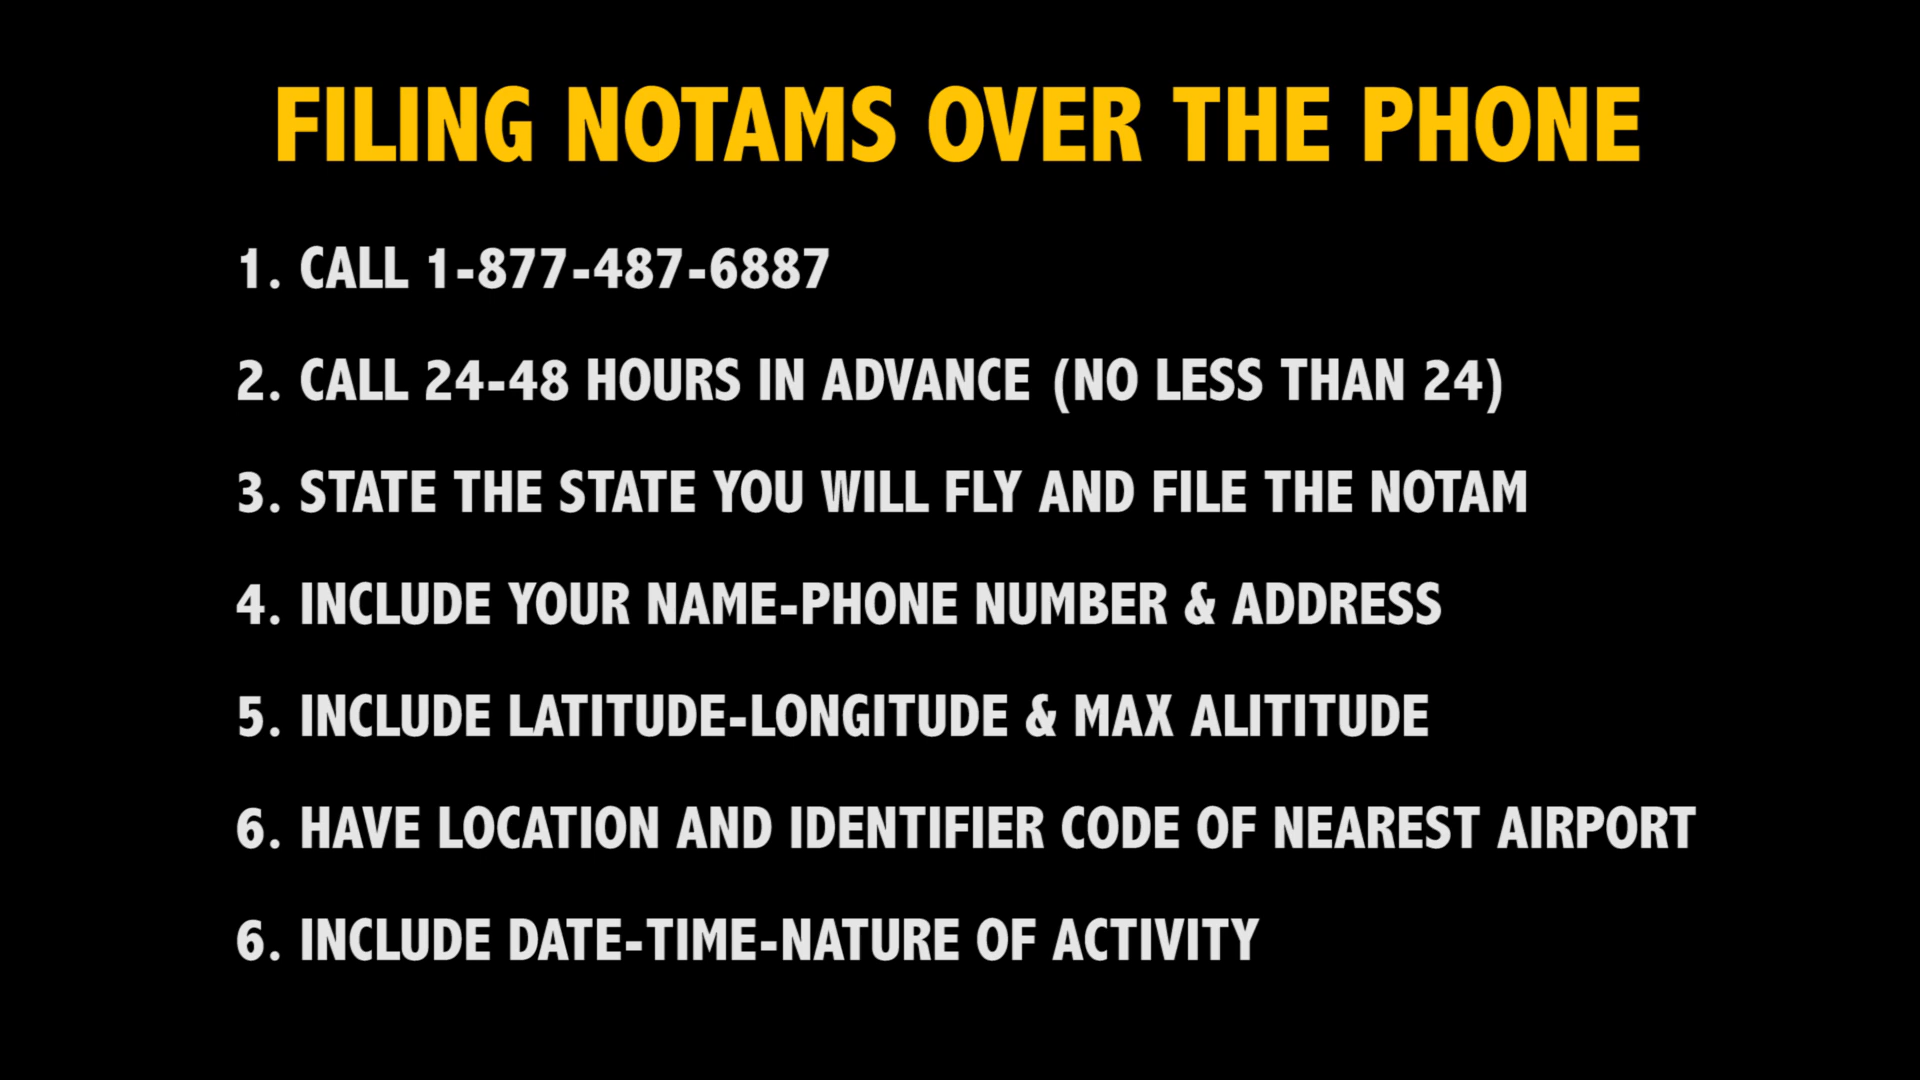 FILING NOTAMS OVER THE PHONE
1. CALL 1-877-487-6887
2. CALL 24-48 HOURS IN ADVANCE (NO LESS THAN 24)
3. STATE THE STATE YOU WILL FLY AND FILE THE NOTAM
4. INCLUDE YOUR NAME-PHONE NUMBER & ADDRESS
5. INCLUDE LATITUDE-LONGITUDE & MAX ALITITUDE
6. HAVE LOCATION AND IDENTIFIER CODE OF NEAREST AIRPORT
6. INCLUDE DATE-TIME-NATURE OF ACTIVITY